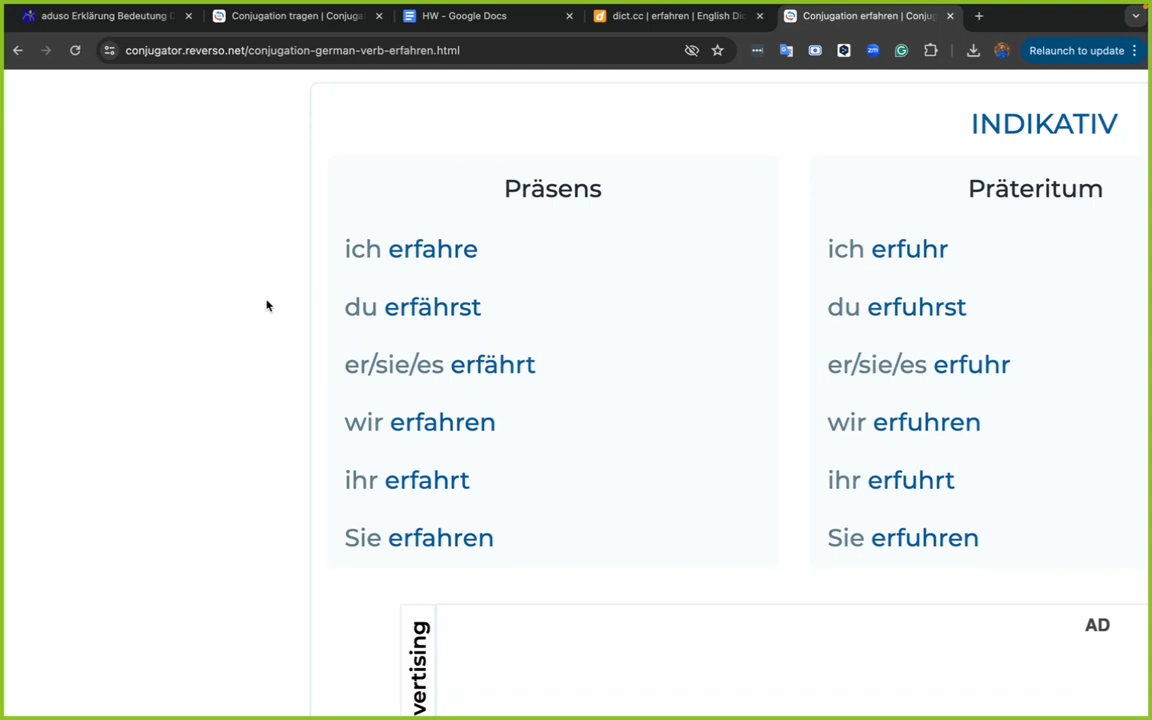 aduso Erklärung Bedeutung
Conjugation tragen | Conjuga
HW - Google Docs
dict.cc | erfahren | English Dic
Conjugation erfahren | Conjug
conjugator.reverso.net/conjugation-german-verb-erfahren.html
Relaunch to update
INDIKATIV
Präsens
ich erfahre
du erfährst
er/sie/es erfährt
wir erfahren
ihr erfahrt
Sie erfahren
Präteritum
ich erfuhr
du erfuhrst
er/sie/es erfuhr
wir erfuhren
ihr erfuhrt
Sie erfuhren
vertising
AD